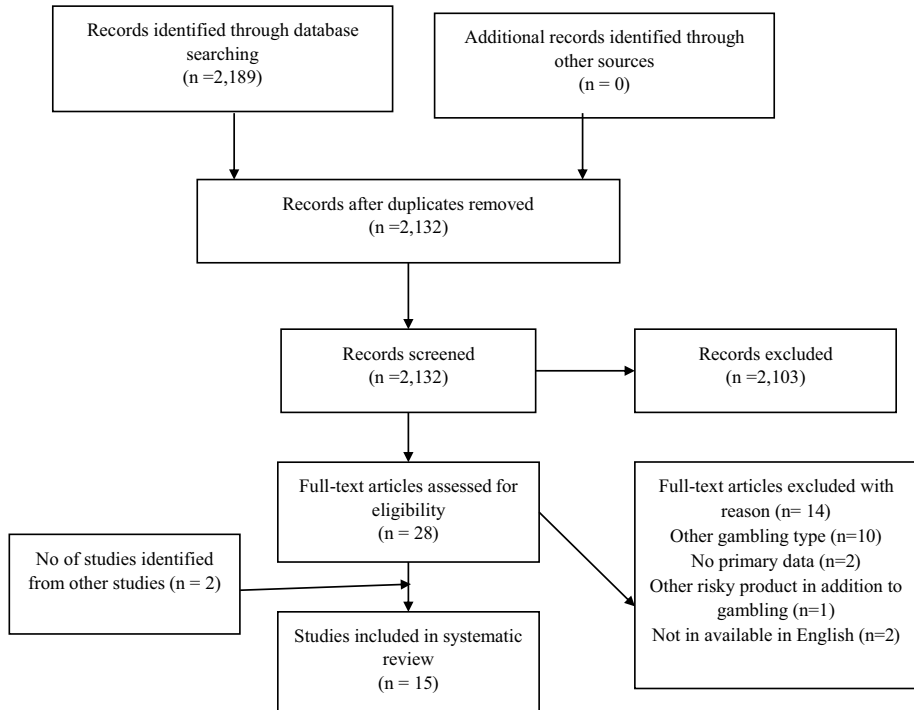 Records identified through database
searching
(n =2,189)
Additional records identified through
other sources
(n = 0)
Records after duplicates removed
(n =2,132)
Records screened
(n =2,132)
Records excluded
(n =2,103)
Full-text articles assessed for
eligibility
(n = 28)
Full-text articles excluded with
reason (n= 14)
Other gambling type (n=10)
No primary data (n=2)
Other risky product in addition to
gambling (n=1)
Not in available in English (n=2)
No of studies identified
from other studies (n = 2)
Studies included in systematic
review
(n = 15)